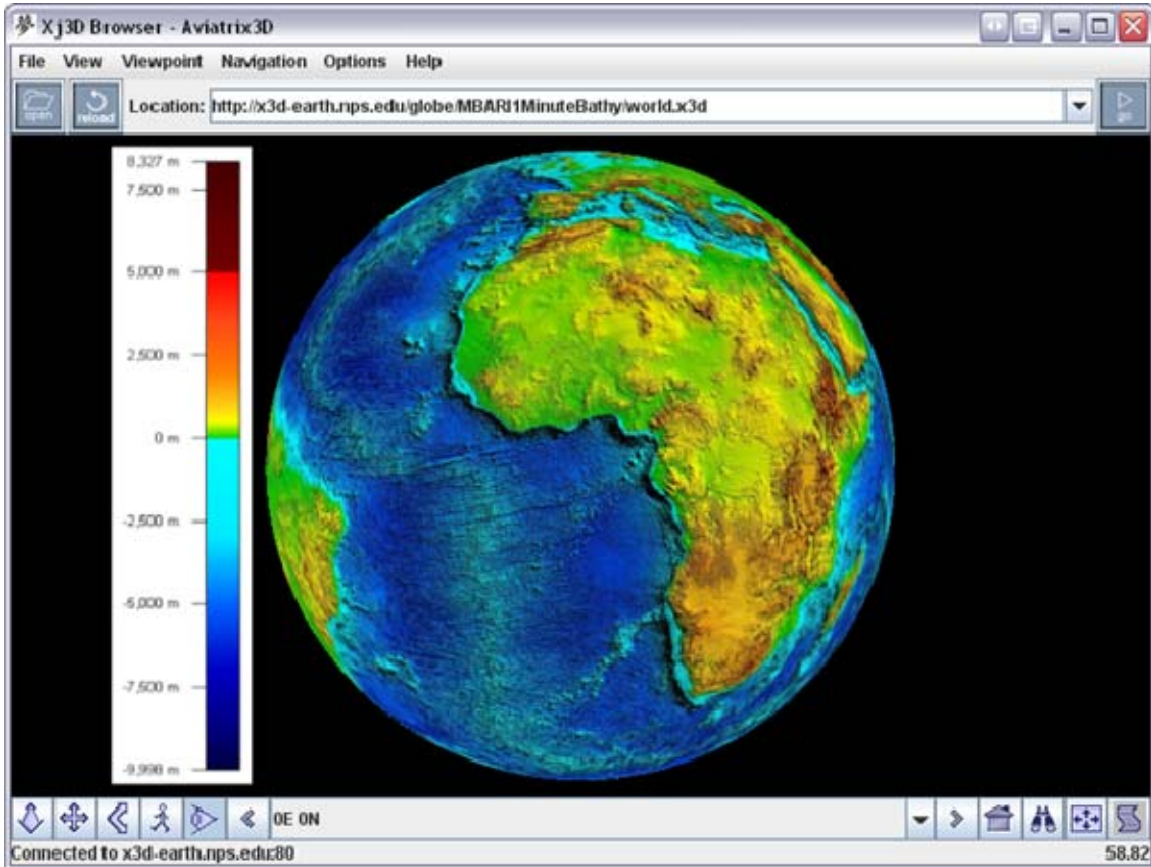 夢 Xj3D Browser - Aviatrix3D
File View Viewpoint Navigation Options Help
open reload Location: http://x3d-earth.nps.edu/globe/MBARI1MinuteBathy/world.x3d go
8,327 m
7,500 m
5,000 m
2,500 m
0 m
-2,500 m
-5,000 m
-7,500 m
-9,998 m
0E 0N
Connected to x3d-earth.nps.edu:80 58.82